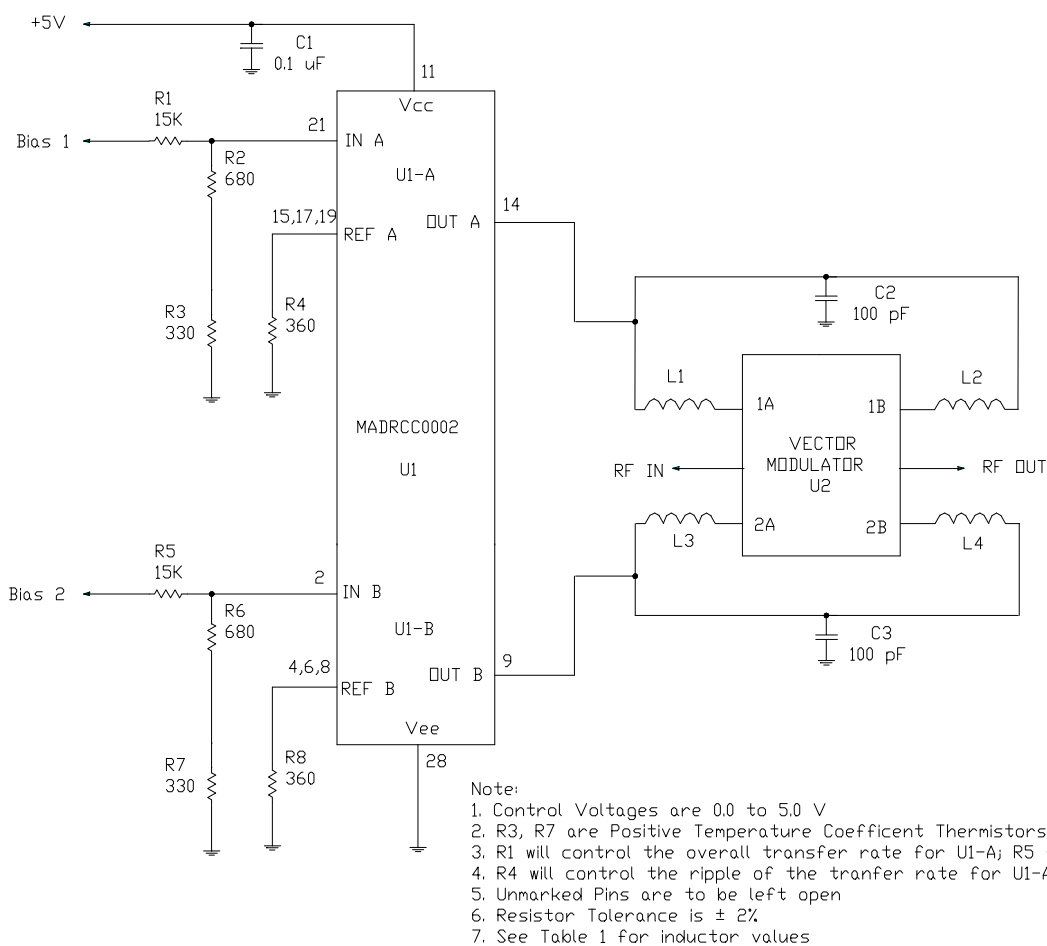 +5V
C1
0.1 uF
11
Vcc
R1
15K
Bias 1
21
IN A
R2
680
U1-A
15,17,19
REF A
OUT A
14
R3
330
R4
360
C2
100 pF
L1
L2
1A
1B
MADRCC0002
U1
VECTOR
MODULATOR
U2
RF IN
RF OUT
2A
2B
L3
L4
R5
15K
Bias 2
2
IN B
R6
680
U1-B
4,6,8
REF B
OUT B
9
C3
100 pF
Vee
28
R7
330
R8
360
Note:
1. Control Voltages are 0.0 to 5.0 V
2. R3, R7 are Positive Temperature Coefficent Thermistors
3. R1 will control the overall transfer rate for U1-A; R5
4. R4 will control the ripple of the tranfer rate for U1-A
5. Unmarked Pins are to be left open
6. Resistor Tolerance is ± 2%
7. See Table 1 for inductor values